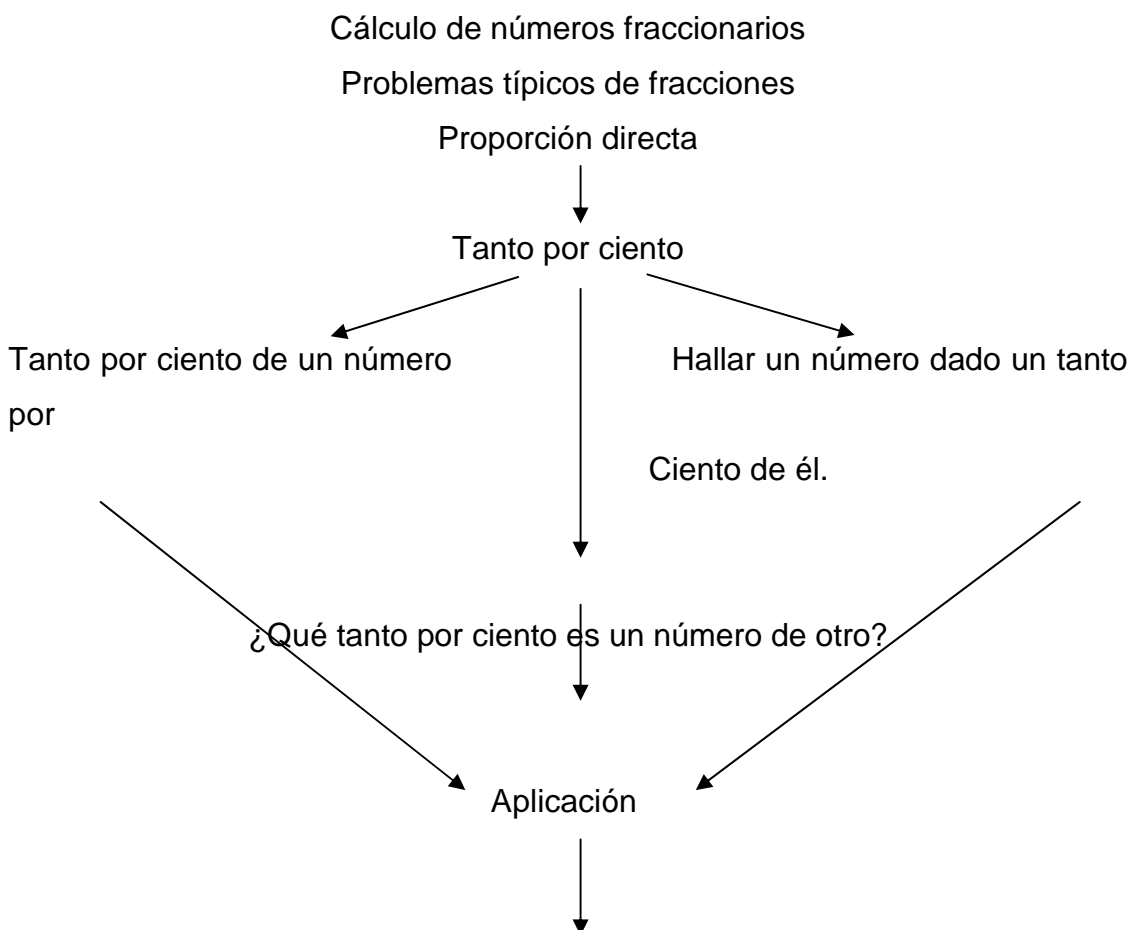 Cálculo de números fraccionarios
Problemas típicos de fracciones
Proporción directa
Tanto por ciento
Tanto por ciento de un número Hallar un número dado un tanto
por
Ciento de él.
¿Qué tanto por ciento es un número de otro?
Aplicación